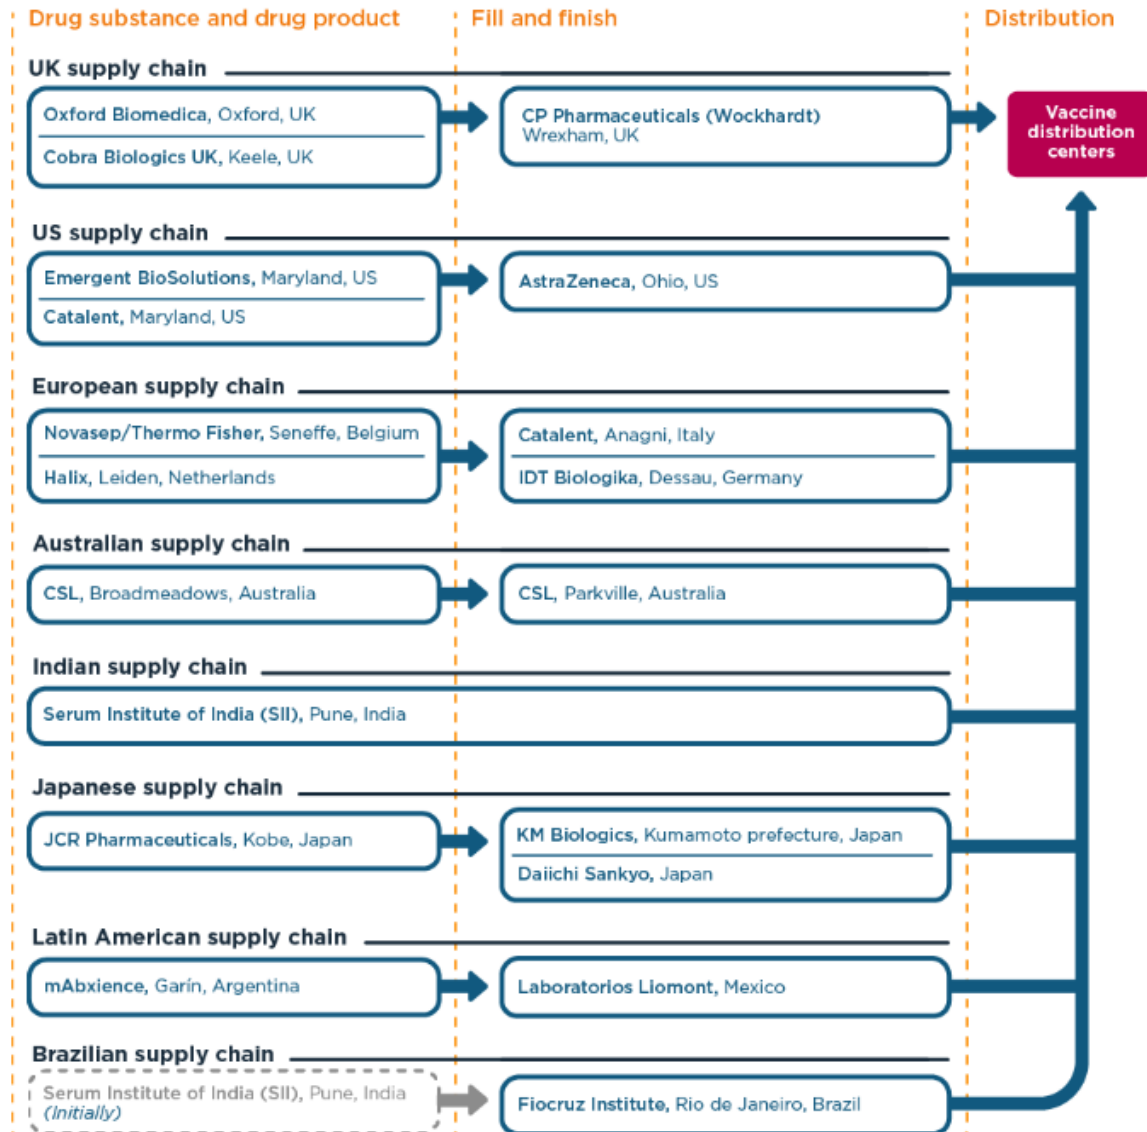 Drug substance and drug product
Fill and finish
Distribution
UK supply chain
Oxford Biomedica, Oxford, UK
Cobra Biologics UK, Keele, UK
CP Pharmaceuticals (Wockhardt)
Wrexham, UK
Vaccine
distribution
centers
US supply chain
Emergent BioSolutions, Maryland, US
Catalent, Maryland, US
AstraZeneca, Ohio, US
European supply chain
Novasep/Thermo Fisher, Seneffe, Belgium
Halix, Leiden, Netherlands
Catalent, Anagni, Italy
IDT Biologika, Dessau, Germany
Australian supply chain
CSL, Broadmeadows, Australia
CSL, Parkville, Australia
Indian supply chain
Serum Institute of India (SII), Pune, India
Japanese supply chain
JCR Pharmaceuticals, Kobe, Japan
KM Biologics, Kumamoto prefecture, Japan
Daiichi Sankyo, Japan
Latin American supply chain
mAbxience, Garín, Argentina
Laboratorios Liomont, Mexico
Brazilian supply chain
Serum Institute of India (SII), Pune, India
(Initially)
Fiocruz Institute, Rio de Janeiro, Brazil